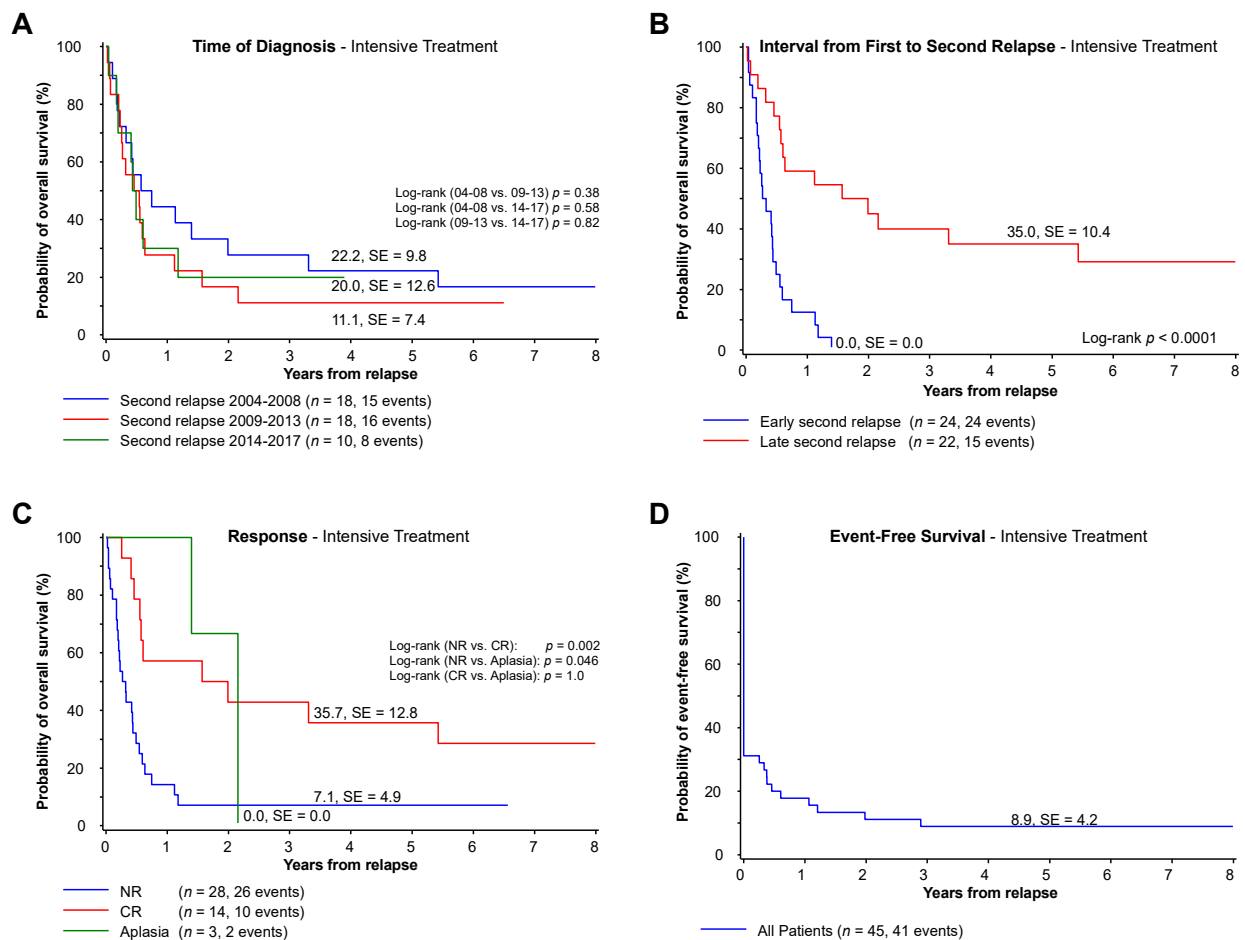 A
Time of Diagnosis - Intensive Treatment
Probability of overall survival (%)
100
80
60
40
20
0
Log-rank (04-08 vs. 09-13) p = 0.38
Log-rank (04-08 vs. 14-17) p = 0.58
Log-rank (09-13 vs. 14-17) p = 0.82
22.2, SE = 9.8
20.0, SE = 12.6
11.1, SE = 7.4
0 1 2 3 4 5 6 7 8
Years from relapse
Second relapse 2004-2008 (n = 18, 15 events)
Second relapse 2009-2013 (n = 18, 16 events)
Second relapse 2014-2017 (n = 10, 8 events)
B
Interval from First to Second Relapse - Intensive Treatment
Probability of overall survival (%)
100
80
60
40
20
0
35.0, SE = 10.4
0.0, SE = 0.0
Log-rank p < 0.0001
0 1 2 3 4 5 6 7 8
Years from relapse
Early second relapse (n = 24, 24 events)
Late second relapse (n = 22, 15 events)
C
Response - Intensive Treatment
Probability of overall survival (%)
100
80
60
40
20
0
Log-rank (NR vs. CR): p = 0.002
Log-rank (NR vs. Aplasia): p = 0.046
Log-rank (CR vs. Aplasia): p = 1.0
35.7, SE = 12.8
7.1, SE = 4.9
0.0, SE = 0.0
0 1 2 3 4 5 6 7 8
Years from relapse
NR (n = 28, 26 events)
CR (n = 14, 10 events)
Aplasia (n = 3, 2 events)
D
Event-Free Survival - Intensive Treatment
Probability of event-free survival (%)
100
80
60
40
20
0
8.9, SE = 4.2
0 1 2 3 4 5 6 7 8
Years from relapse
All Patients (n = 45, 41 events)